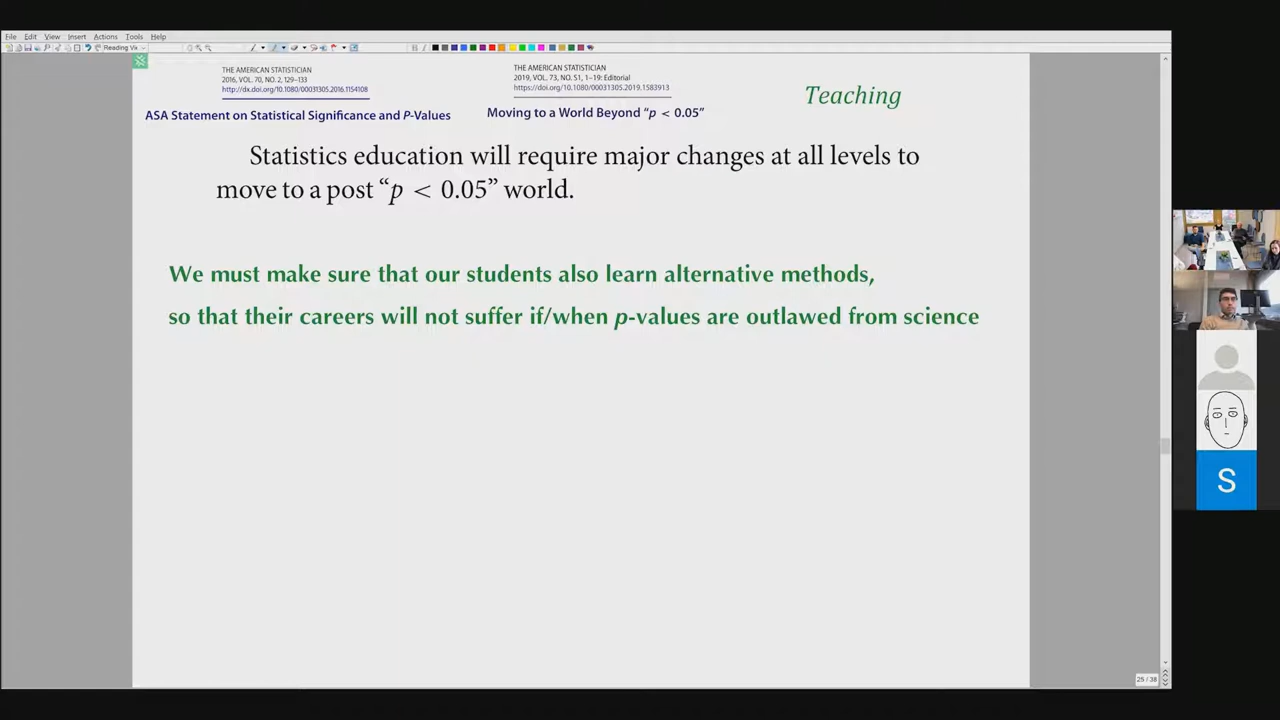 File Edit View Insert Actions Tools Help
Reading Vie
THE AMERICAN STATISTICIAN
2016, VOL. 70, NO. 2, 129–133
http://dx.doi.org/10.1080/00031305.2016.1154108
ASA Statement on Statistical Significance and P-Values
THE AMERICAN STATISTICIAN
2019, VOL. 73, NO. S1, 1–19: Editorial
https://doi.org/10.1080/00031305.2019.1583913
Moving to a World Beyond “p < 0.05”
Teaching
Statistics education will require major changes at all levels to
move to a post “p < 0.05” world.
We must make sure that our students also learn alternative methods,
so that their careers will not suffer if/when p-values are outlawed from science
S
25 / 38